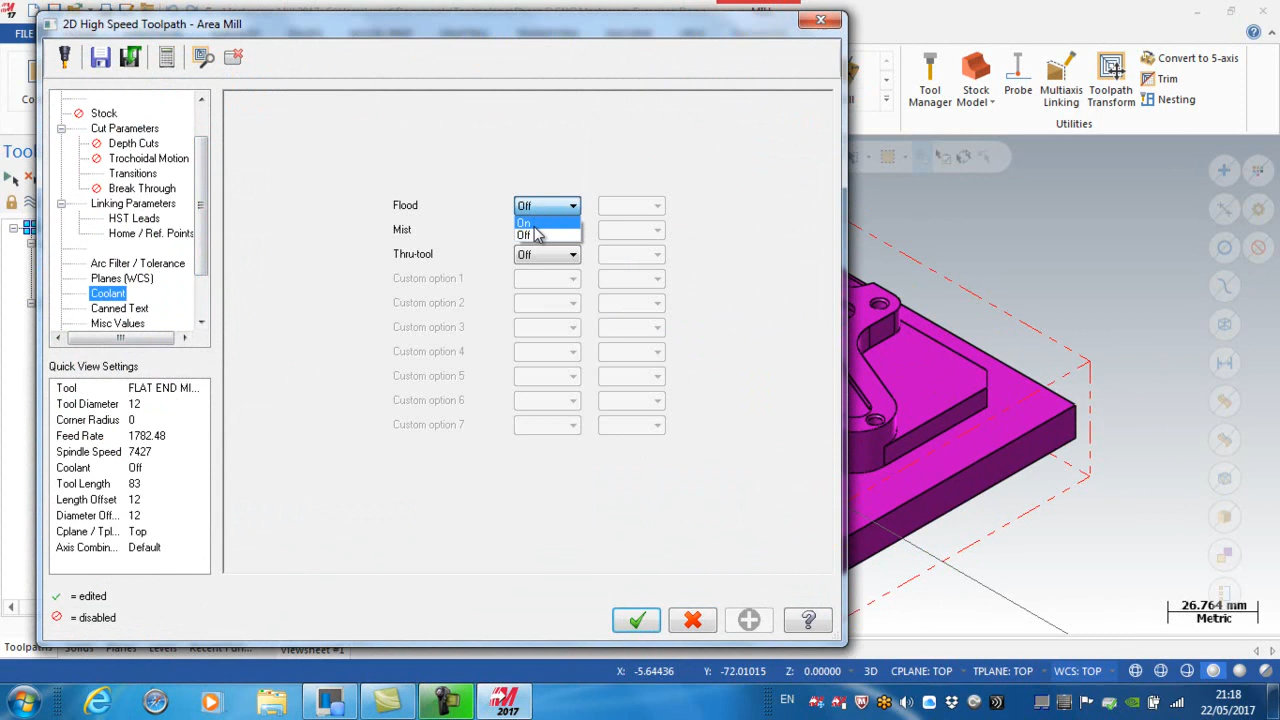 2D High Speed Toolpath - Area Mill
17
FILE
Tool
Manager
Stock
Model
Probe
Multiaxis
Linking
Toolpath
Transform
Convert to 5-axis
Trim
Nesting
Utilities
Stock
Cut Parameters
Depth Cuts
Trochoidal Motion
Transitions
Break Through
Linking Parameters
HST Leads
Home / Ref. Points
Arc Filter / Tolerance
Planes (WCS)
Coolant
Canned Text
Misc Values
Flood Off
On
Off
Mist
Thru-tool Off
Custom option 1
Custom option 2
Custom option 3
Custom option 4
Custom option 5
Custom option 6
Custom option 7
Quick View Settings
Tool FLAT END MI...
Tool Diameter 12
Corner Radius 0
Feed Rate 1782.48
Spindle Speed 7427
Coolant Off
Tool Length 83
Length Offset 12
Diameter Off... 12
Cplane / Tpl... Top
Axis Combin... Default
= edited
= disabled
26.764 mm
Metric
Toolpaths Solids Planes Levels Recent Fun... Viewsheet #1
X: -5.64436 Y: -72.01015 Z: 0.00000 3D CPLANE: TOP TPLANE: TOP WCS: TOP
2017
EN
21:18
22/05/2017